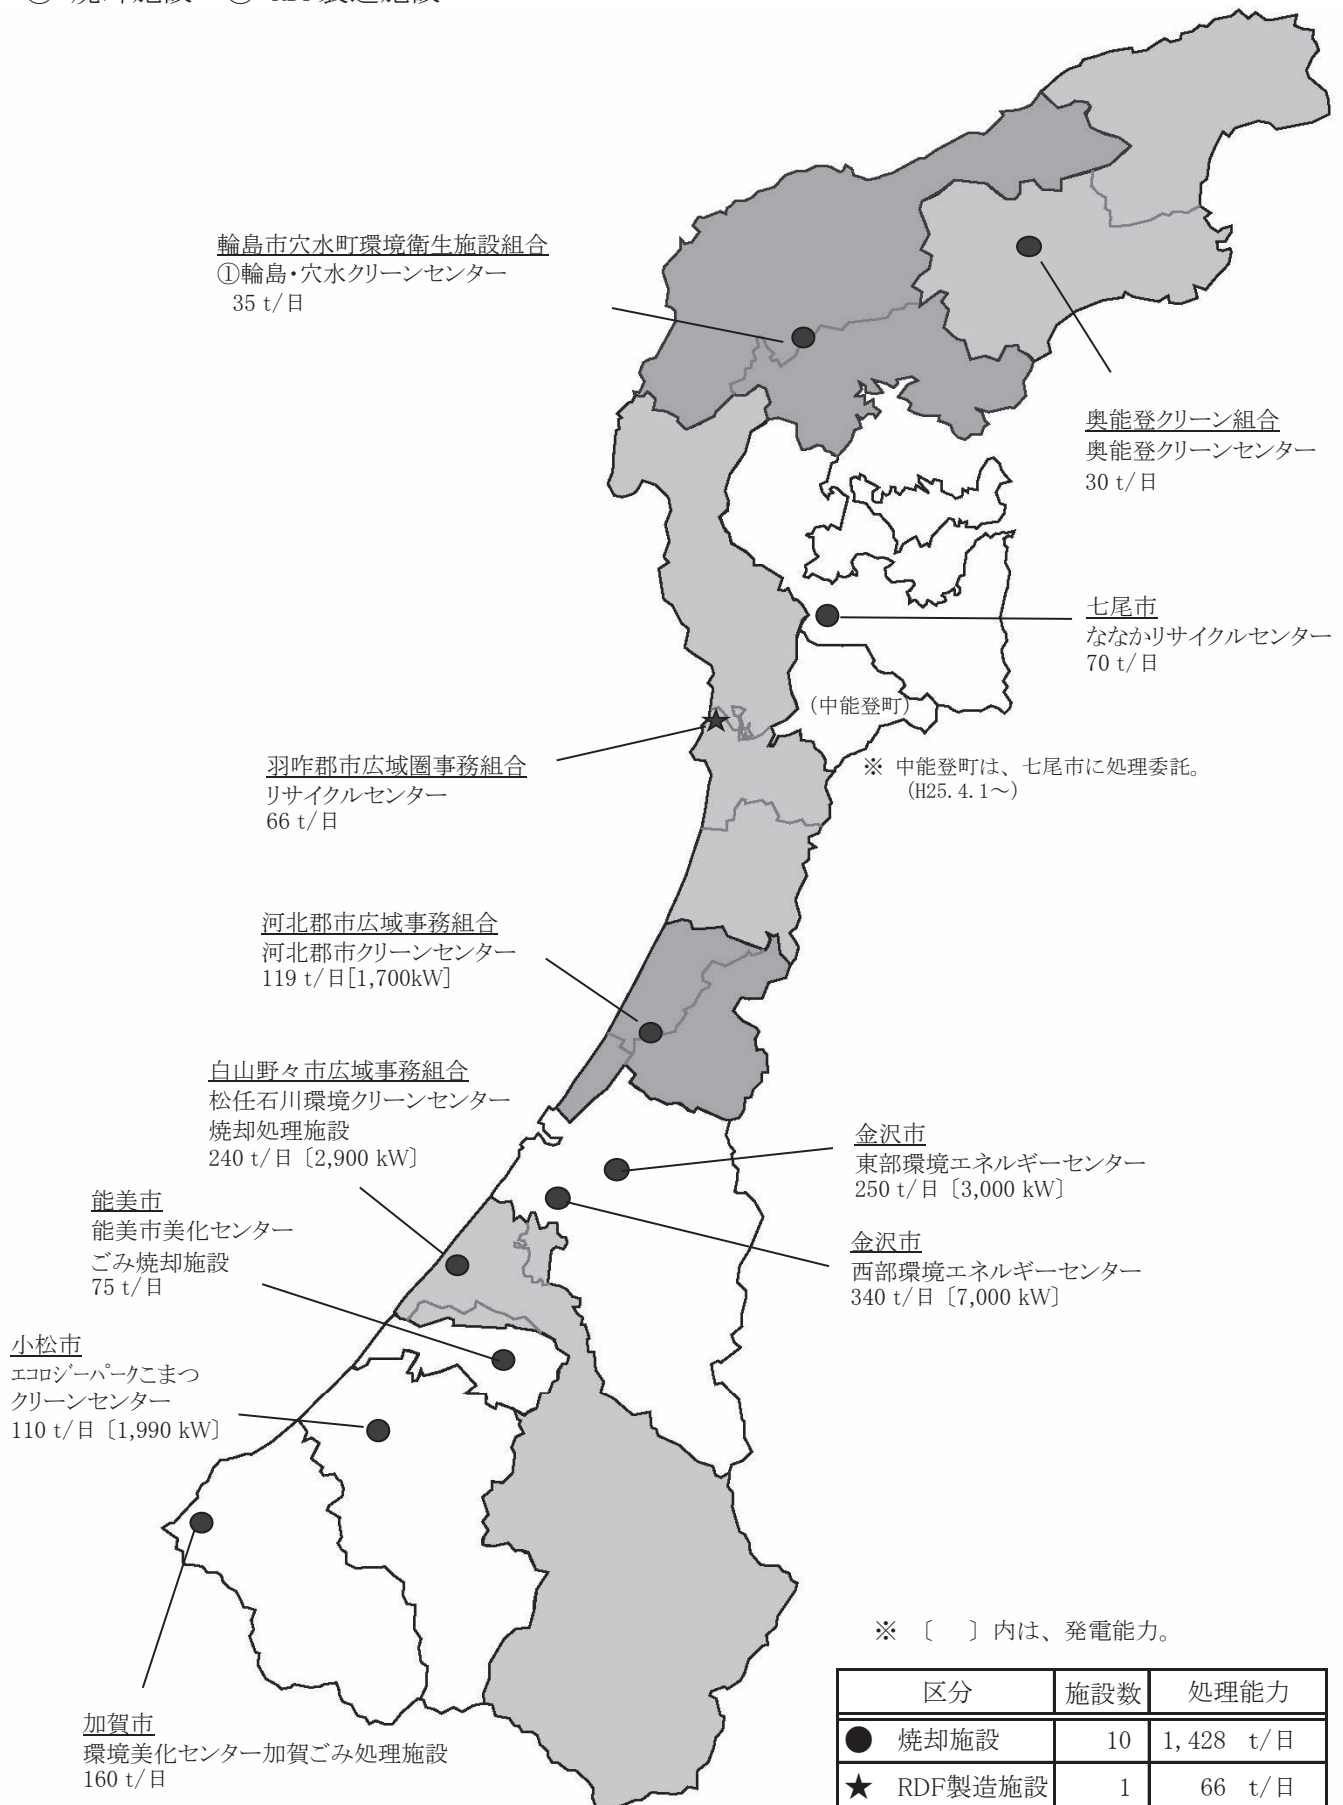 輪島市穴水町環境衛生施設組合
①輪島・穴水クリーンセンター
35 t/日
奥能登クリーン組合
奥能登クリーンセンター
30 t/日
七尾市
ななかリサイクルセンター
70 t/日
(中能登町)
※ 中能登町は、七尾市に処理委託。
(H25.4.1～)
羽咋郡市広域圏事務組合
リサイクルセンター
66 t/日
河北郡市広域事務組合
河北郡市クリーンセンター
119 t/日[1,700kW]
白山野々市広域事務組合
松任石川環境クリーンセンター
焼却処理施設
240 t/日〔2,900 kW〕
金沢市
東部環境エネルギーセンター
250 t/日〔3,000 kW〕
金沢市
西部環境エネルギーセンター
340 t/日〔7,000 kW〕
能美市
能美市美化センター
ごみ焼却施設
75 t/日
小松市
エコロジーパークこまつ
クリーンセンター
110 t/日〔1,990 kW〕
加賀市
環境美化センター加賀ごみ処理施設
160 t/日
※ 〔 〕内は、発電能力。
区分 施設数 処理能力
● 焼却施設 10 1,428 t/日
★ RDF製造施設 1 66 t/日